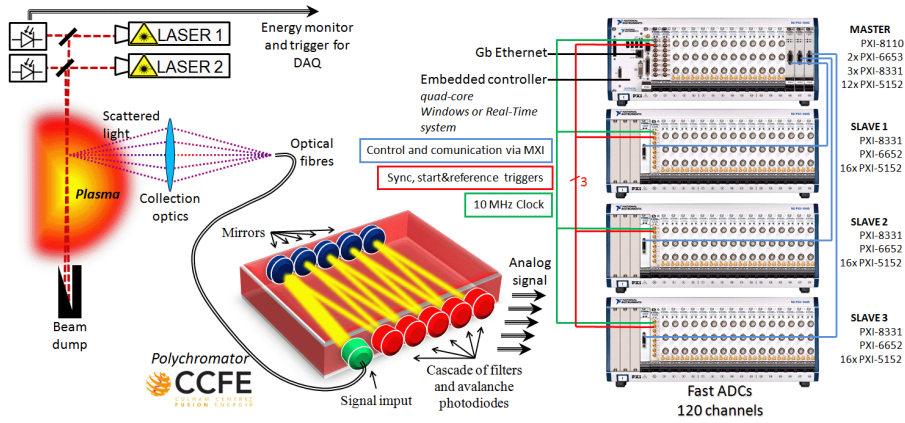 Energy monitor
and trigger for
DAQ
LASER 1
LASER 2
Scattered
light
Plasma
Collection
optics
Optical
fibres
Beam
dump
Mirrors
Polychromator
CCFE
CULHAM CENTRE
FUSION ENERGY
Signal imput
Cascade of filters
and avalanche
photodiodes
Analog
signal
Gb Ethernet
Embedded controller
quad-core
Windows or Real-Time
system
Control and comunication via MXI
Sync, start&reference triggers
10 MHz Clock
3
MASTER
PXI-8110
2x PXI-6653
3x PXI-8331
12x PXI-5152
SLAVE 1
PXI-8331
PXI-6652
16x PXI-5152
SLAVE 2
PXI-8331
PXI-6652
16x PXI-5152
SLAVE 3
PXI-8331
PXI-6652
16x PXI-5152
Fast ADCs
120 channels